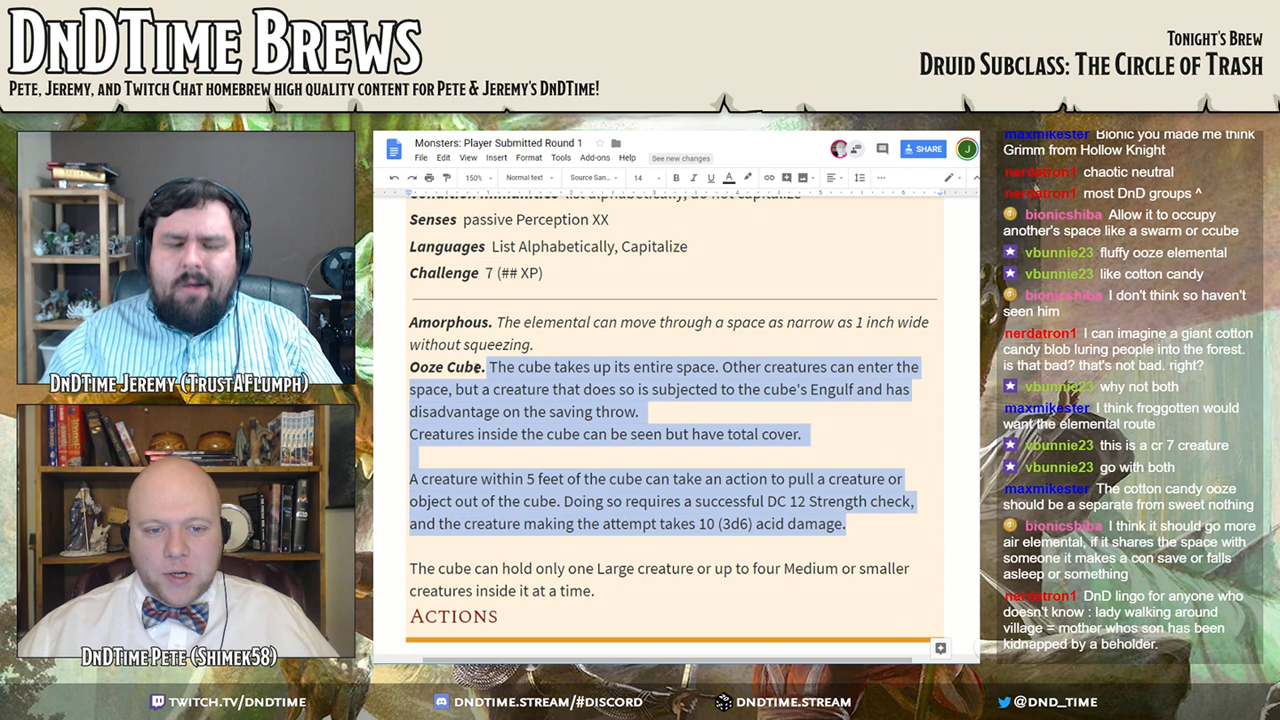 DnDTime Brews
Pete, Jeremy, and Twitch Chat homebrew high quality content for Pete & Jeremy's DnDTime!
Tonight's Brew
Druid Subclass: The Circle of Trash
DnDTime Jeremy (TrustAFlumph)
DnDTime Pete (Shimek58)
Monsters: Player Submitted Round 1
File Edit View Insert Format Tools Add-ons Help See new changes
SHARE
J
150% Normal text Source San... 14 B I U A
Senses passive Perception XX
Languages List Alphabetically, Capitalize
Challenge 7 (## XP)
Amorphous. The elemental can move through a space as narrow as 1 inch wide
without squeezing.
Ooze Cube. The cube takes up its entire space. Other creatures can enter the
space, but a creature that does so is subjected to the cube's Engulf and has
disadvantage on the saving throw.
Creatures inside the cube can be seen but have total cover.
A creature within 5 feet of the cube can take an action to pull a creature or
object out of the cube. Doing so requires a successful DC 12 Strength check,
and the creature making the attempt takes 10 (3d6) acid damage.
The cube can hold only one Large creature or up to four Medium or smaller
creatures inside it at a time.
Actions
maxmikester Bionic you made me think
Grimm from Hollow Knight
nerdatron1 chaotic neutral
nerdatron1 most DnD groups ^
bionicshiba Allow it to occupy
another's space like a swarm or ccube
vbunnie23 fluffy ooze elemental
vbunnie23 like cotton candy
bionicshiba I don't think so haven't
seen him
nerdatron1 I can imagine a giant cotton
candy blob luring people into the forest.
is that bad? that's not bad. right?
vbunnie23 why not both
maxmikester I think froggotten would
want the elemental route
vbunnie23 this is a cr 7 creature
vbunnie23 go with both
maxmikester The cotton candy ooze
should be a separate from sweet nothing
bionicshiba I think it should go more
air elemental, if it shares the space with
someone it makes a con save or falls
asleep or something
nerdatron1 DnD lingo for anyone who
doesn't know : lady walking around
village = mother whos son has been
kidnapped by a beholder.
twitch.tv/dndtime
dndtime.stream/#discord
dndtime.stream
@dnd_time